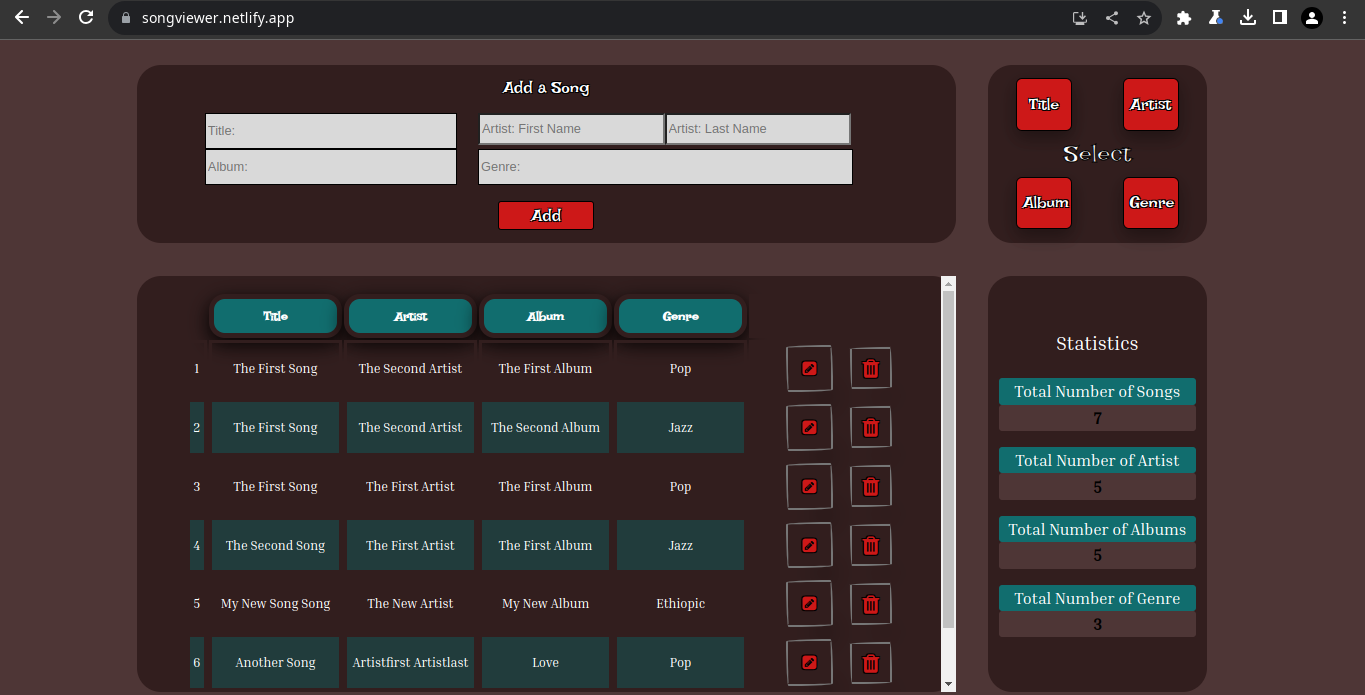 songviewer.netlify.app
Add a Song
Title:
Artist: First Name Artist: Last Name
Album:
Genre:
Add
Title Artist
Select
Album Genre
Title Artist Album Genre
1 The First Song The Second Artist The First Album Pop
2 The First Song The Second Artist The Second Album Jazz
3 The First Song The First Artist The First Album Pop
4 The Second Song The First Artist The First Album Jazz
5 My New Song Song The New Artist My New Album Ethiopic
6 Another Song Artistfirst Artistlast Love Pop
Statistics
Total Number of Songs
7
Total Number of Artist
5
Total Number of Albums
5
Total Number of Genre
3